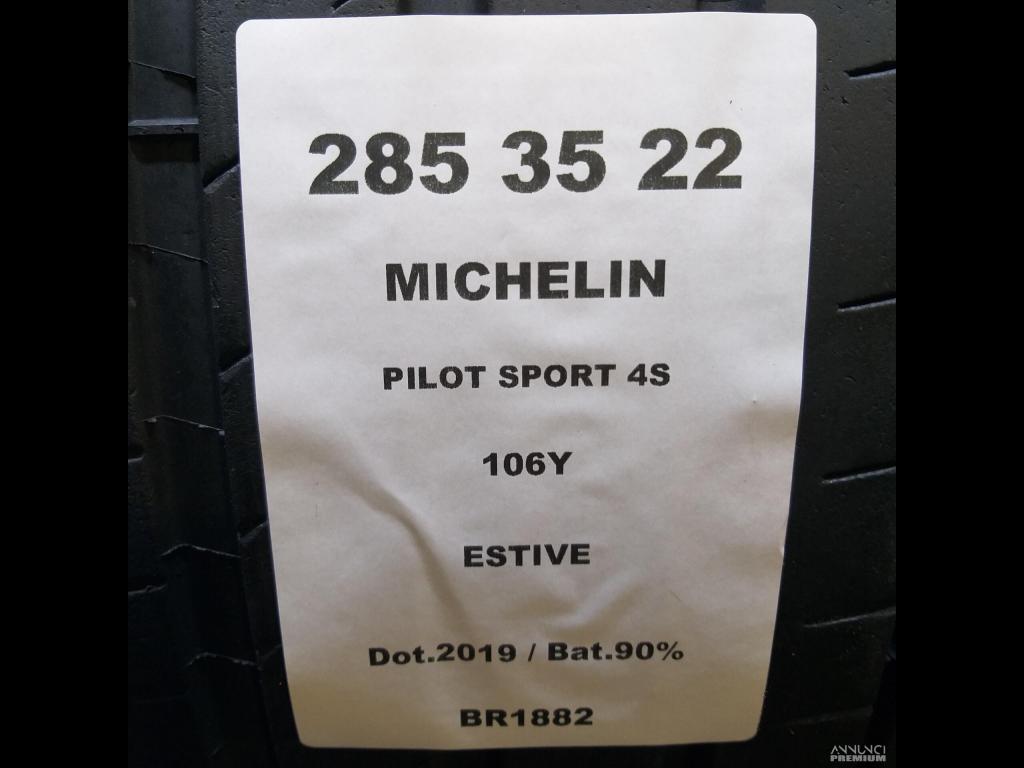 285 35 22
MICHELIN
PILOT SPORT 4S
106Y
ESTIVE
Dot.2019 / Bat.90%
BR1882
ANNUNCI
PREMIUM